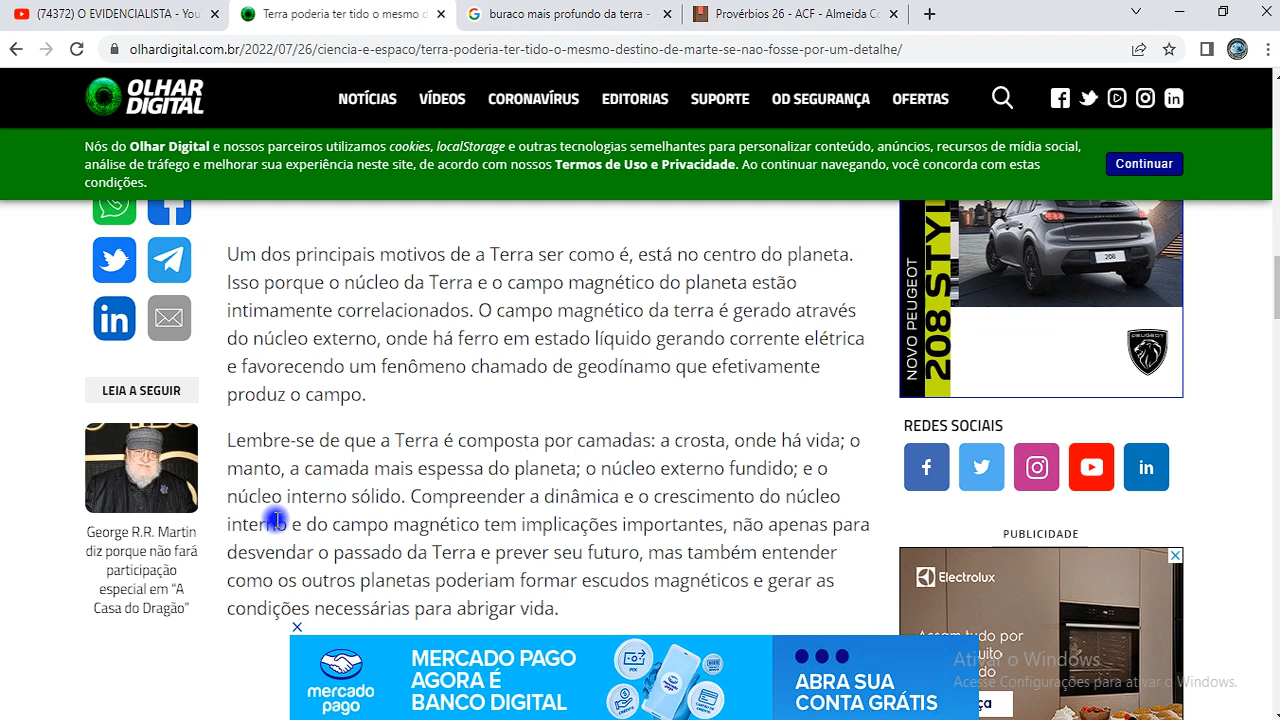 (74372) O EVIDENCIALISTA - You
Terra poderia ter tido o mesmo d
buraco mais profundo da terra -
Provérbios 26 - ACF - Almeida Co
olhardigital.com.br/2022/07/26/ciencia-e-espaco/terra-poderia-ter-tido-o-mesmo-destino-de-marte-se-nao-fosse-por-um-detalhe/
OLHAR
DIGITAL
NOTÍCIAS VÍDEOS CORONAVÍRUS EDITORIAS SUPORTE OD SEGURANÇA OFERTAS
Nós do Olhar Digital e nossos parceiros utilizamos cookies, localStorage e outras tecnologias semelhantes para personalizar conteúdo, anúncios, recursos de mídia social,
análise de tráfego e melhorar sua experiência neste site, de acordo com nossos Termos de Uso e Privacidade. Ao continuar navegando, você concorda com estas
condições.
Continuar
Um dos principais motivos de a Terra ser como é, está no centro do planeta.
Isso porque o núcleo da Terra e o campo magnético do planeta estão
intimamente correlacionados. O campo magnético da terra é gerado através
do núcleo externo, onde há ferro em estado líquido gerando corrente elétrica
e favorecendo um fenômeno chamado de geodínamo que efetivamente
produz o campo.
Lembre-se de que a Terra é composta por camadas: a crosta, onde há vida; o
manto, a camada mais espessa do planeta; o núcleo externo fundido; e o
núcleo interno sólido. Compreender a dinâmica e o crescimento do núcleo
interno e do campo magnético tem implicações importantes, não apenas para
desvendar o passado da Terra e prever seu futuro, mas também entender
como os outros planetas poderiam formar escudos magnéticos e gerar as
condições necessárias para abrigar vida.
LEIA A SEGUIR
George R.R. Martin
diz porque não fará
participação
especial em "A
Casa do Dragão"
NOVO PEUGEOT
208 STYL
208
PEUGEOT
REDES SOCIAIS
PUBLICIDADE
Electrolux
Assam tudo por
uito
do
ça
mercado
pago
MERCADO PAGO
AGORA É
BANCO DIGITAL
ABRA SUA
CONTA GRÁTIS
Ativar o Windows
Acesse Configurações para ativar o Windows.